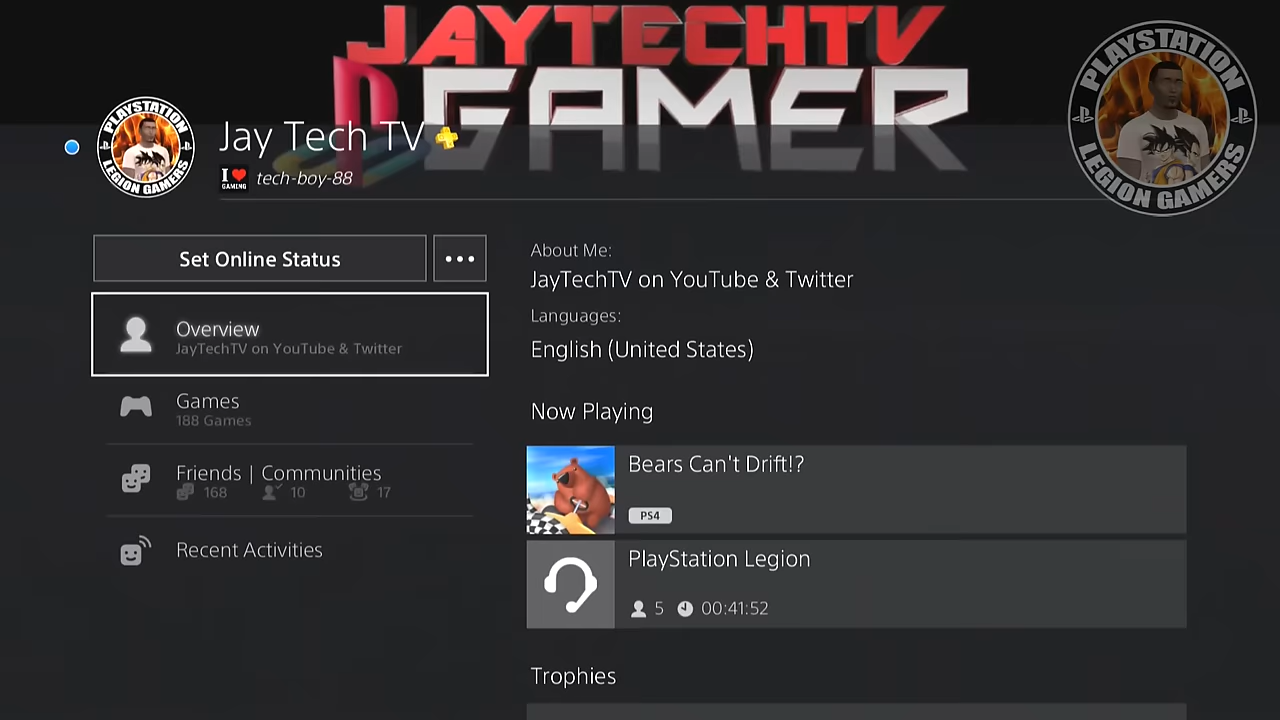 JAYTECHTV
GAMER
PLAYSTATION
LEGION GAMERS
PLAYSTATION
LEGION GAMERS
Jay Tech TV
I
GAMING
tech-boy-88
Set Online Status
Overview
JayTechTV on YouTube & Twitter
Games
188 Games
Friends | Communities
168 10 17
Recent Activities
About Me:
JayTechTV on YouTube & Twitter
Languages:
English (United States)
Now Playing
Bears Can't Drift!?
PS4
PlayStation Legion
5 00:41:52
Trophies